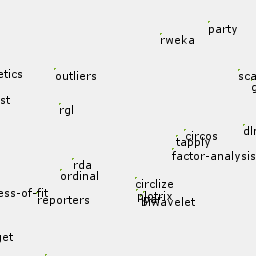 party
rweka
etics
outliers
sca
g
st
rgl
dlr
circos
tapply
factor-analysis
rda
ordinal
circlize
ess-of-fit
reporters
plotrix
biwavelet
get